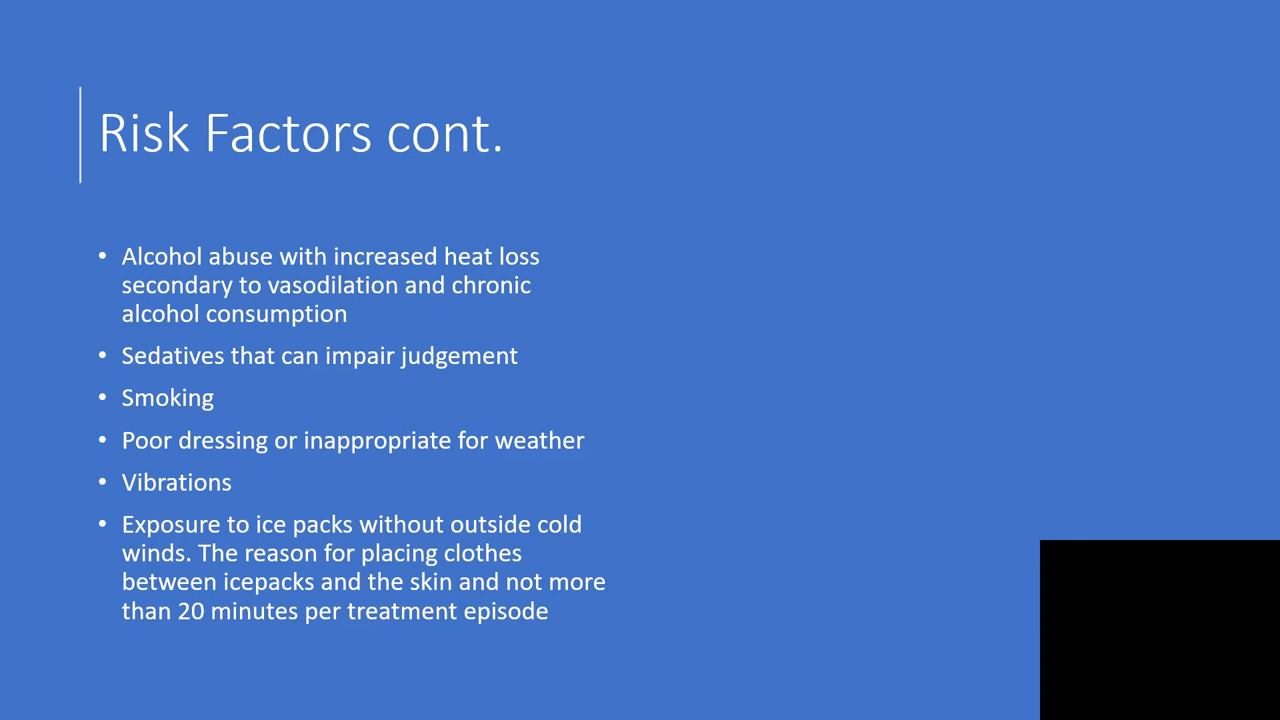 Risk Factors cont.
• Alcohol abuse with increased heat loss
secondary to vasodilation and chronic
alcohol consumption
• Sedatives that can impair judgement
• Smoking
• Poor dressing or inappropriate for weather
• Vibrations
• Exposure to ice packs without outside cold
winds. The reason for placing clothes
between icepacks and the skin and not more
than 20 minutes per treatment episode